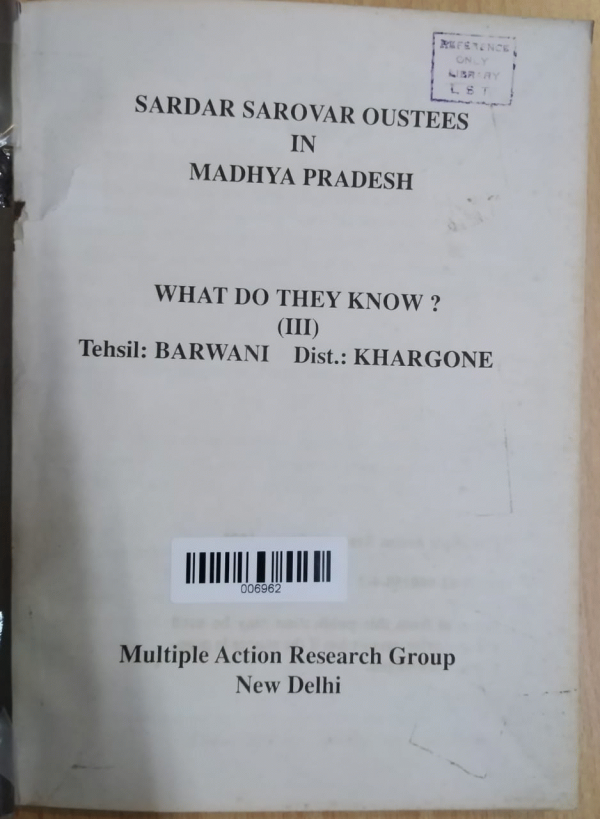 REFERENCE
ONLY
LIBRARY
SARDAR SAROVAR OUSTEES
IN
MADHYA PRADESH
WHAT DO THEY KNOW ?
(III)
Tehsil: BARWANI Dist.: KHARGONE
006962
Multiple Action Research Group
New Delhi